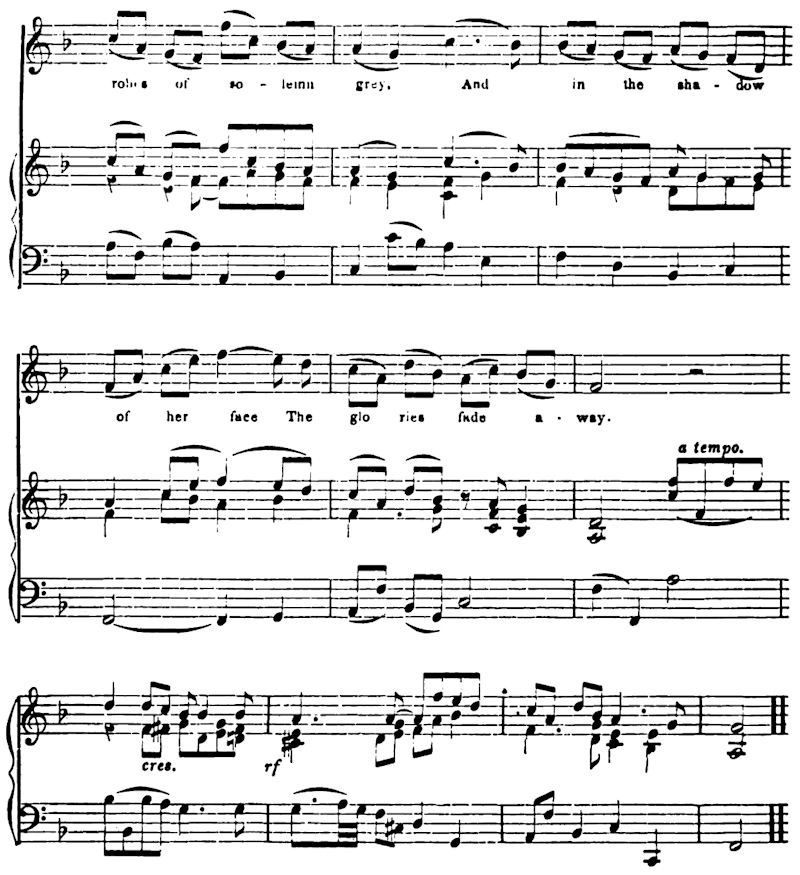 of so - lemn grey, And in the sha - dow
of her face The glo ries fade a - way.
a tempo.
cres. rf